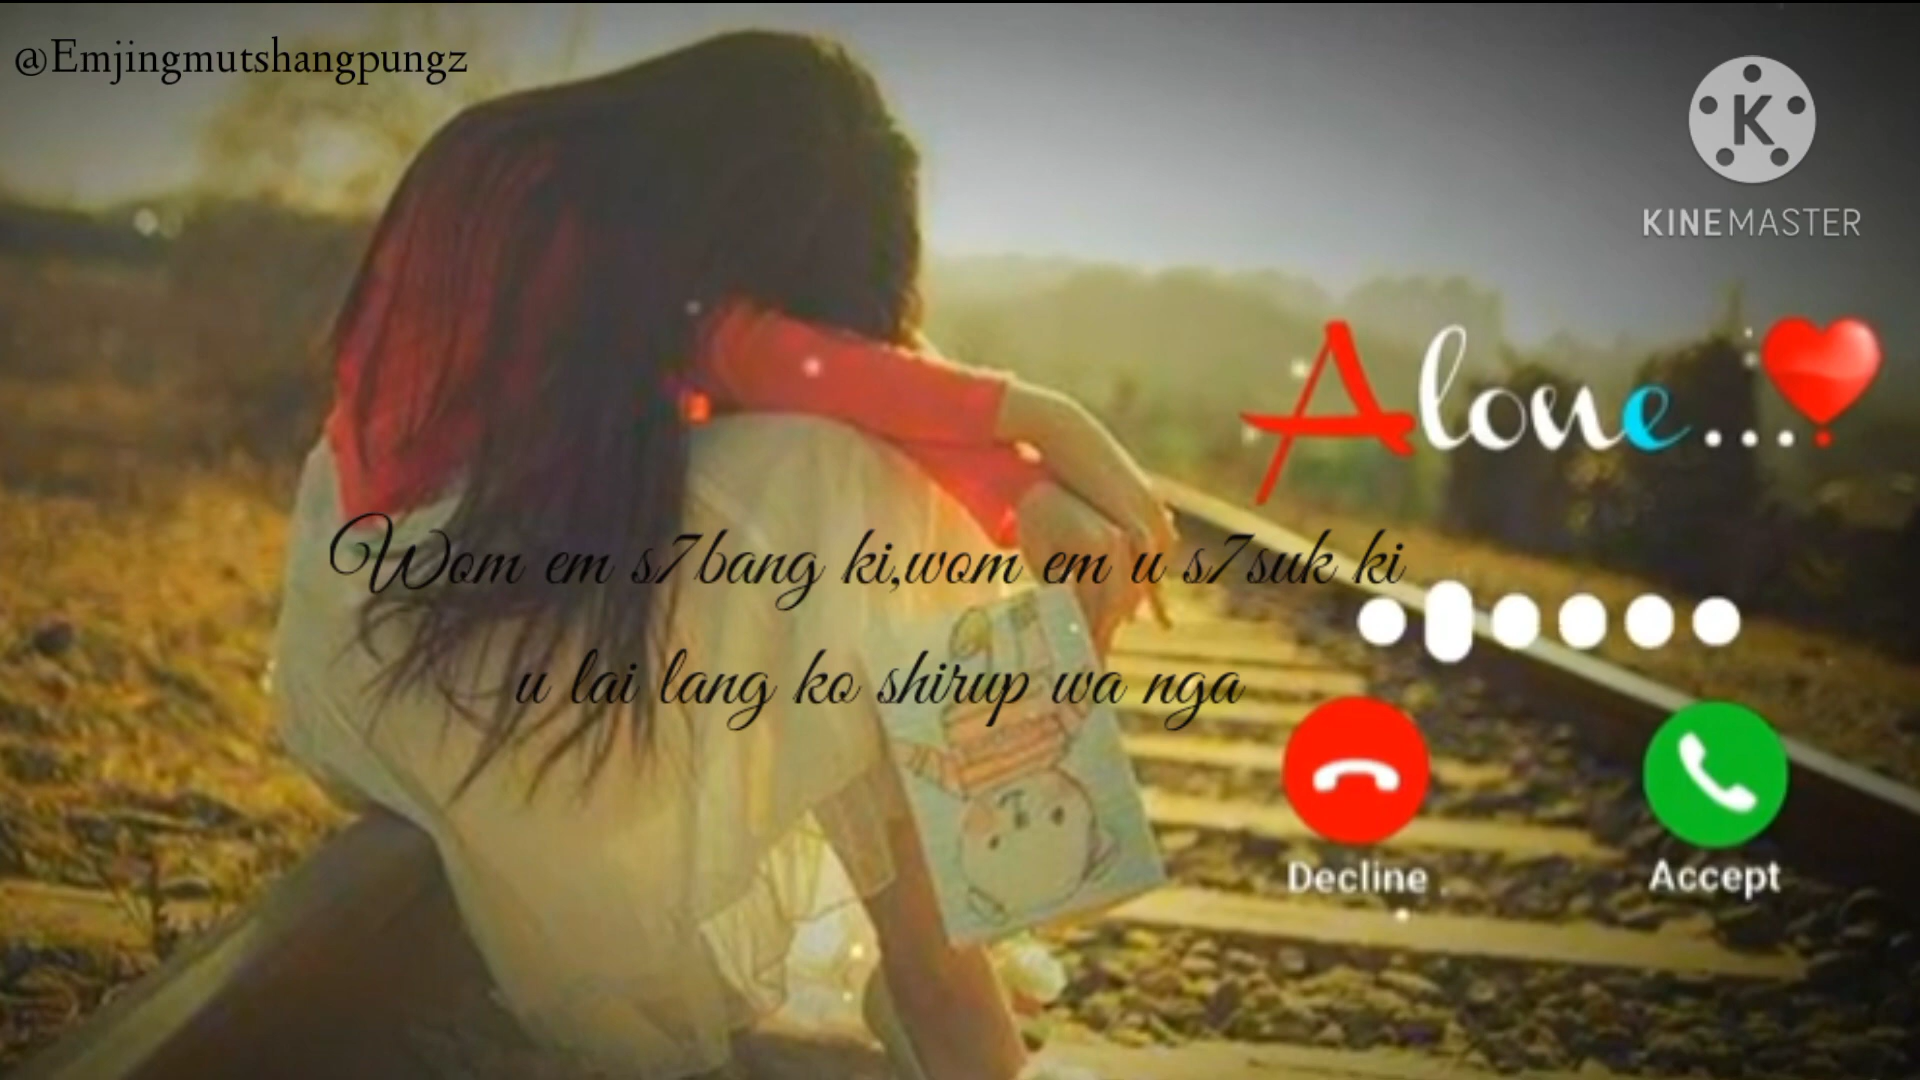 @Emjingmutshangpungz
K
KINEMASTER
Alone...
Wom em s7bang ki,wom em u s7suk ki
u lai lang ko shirup wa nga
Decline
Accept